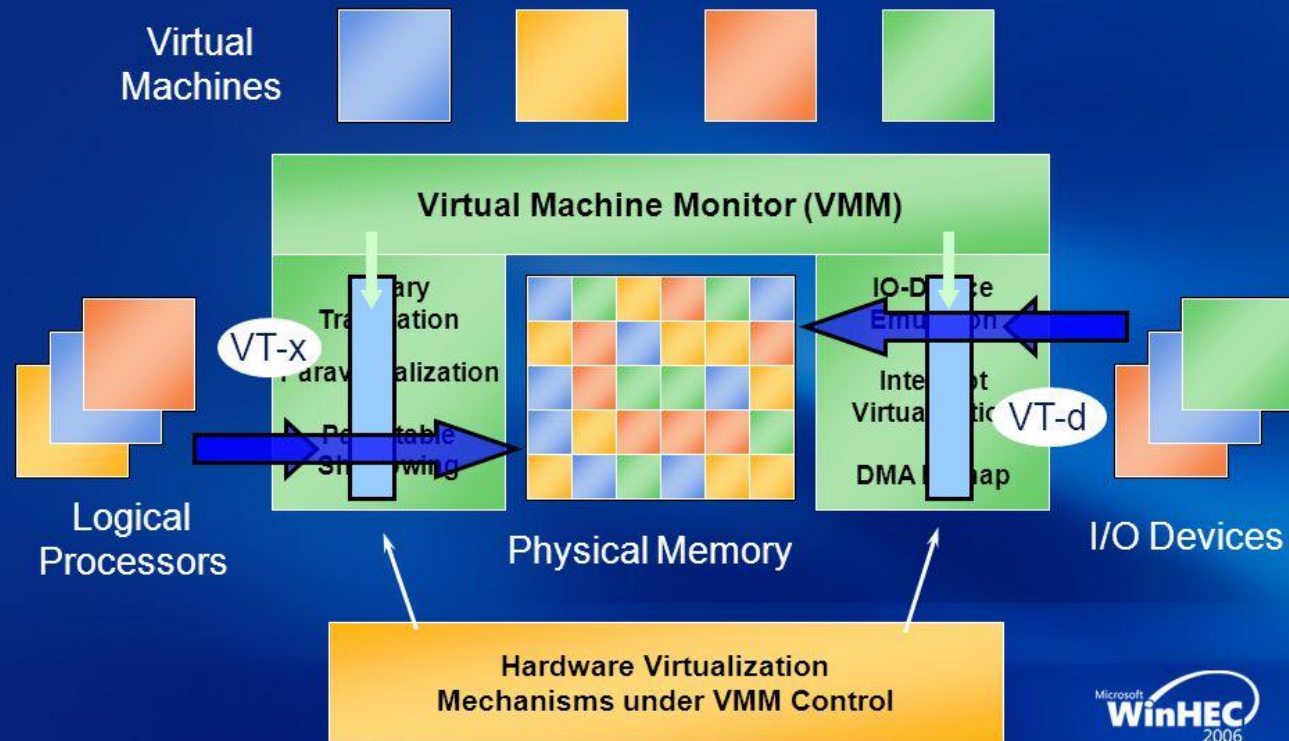 Virtual
Machines
Virtual Machine Monitor (VMM)
VT-x
DMA
VT-d
Logical
Processors
Physical Memory
I/O Devices
Hardware Virtualization
Mechanisms under VMM Control
Microsoft
WinHEC
2006